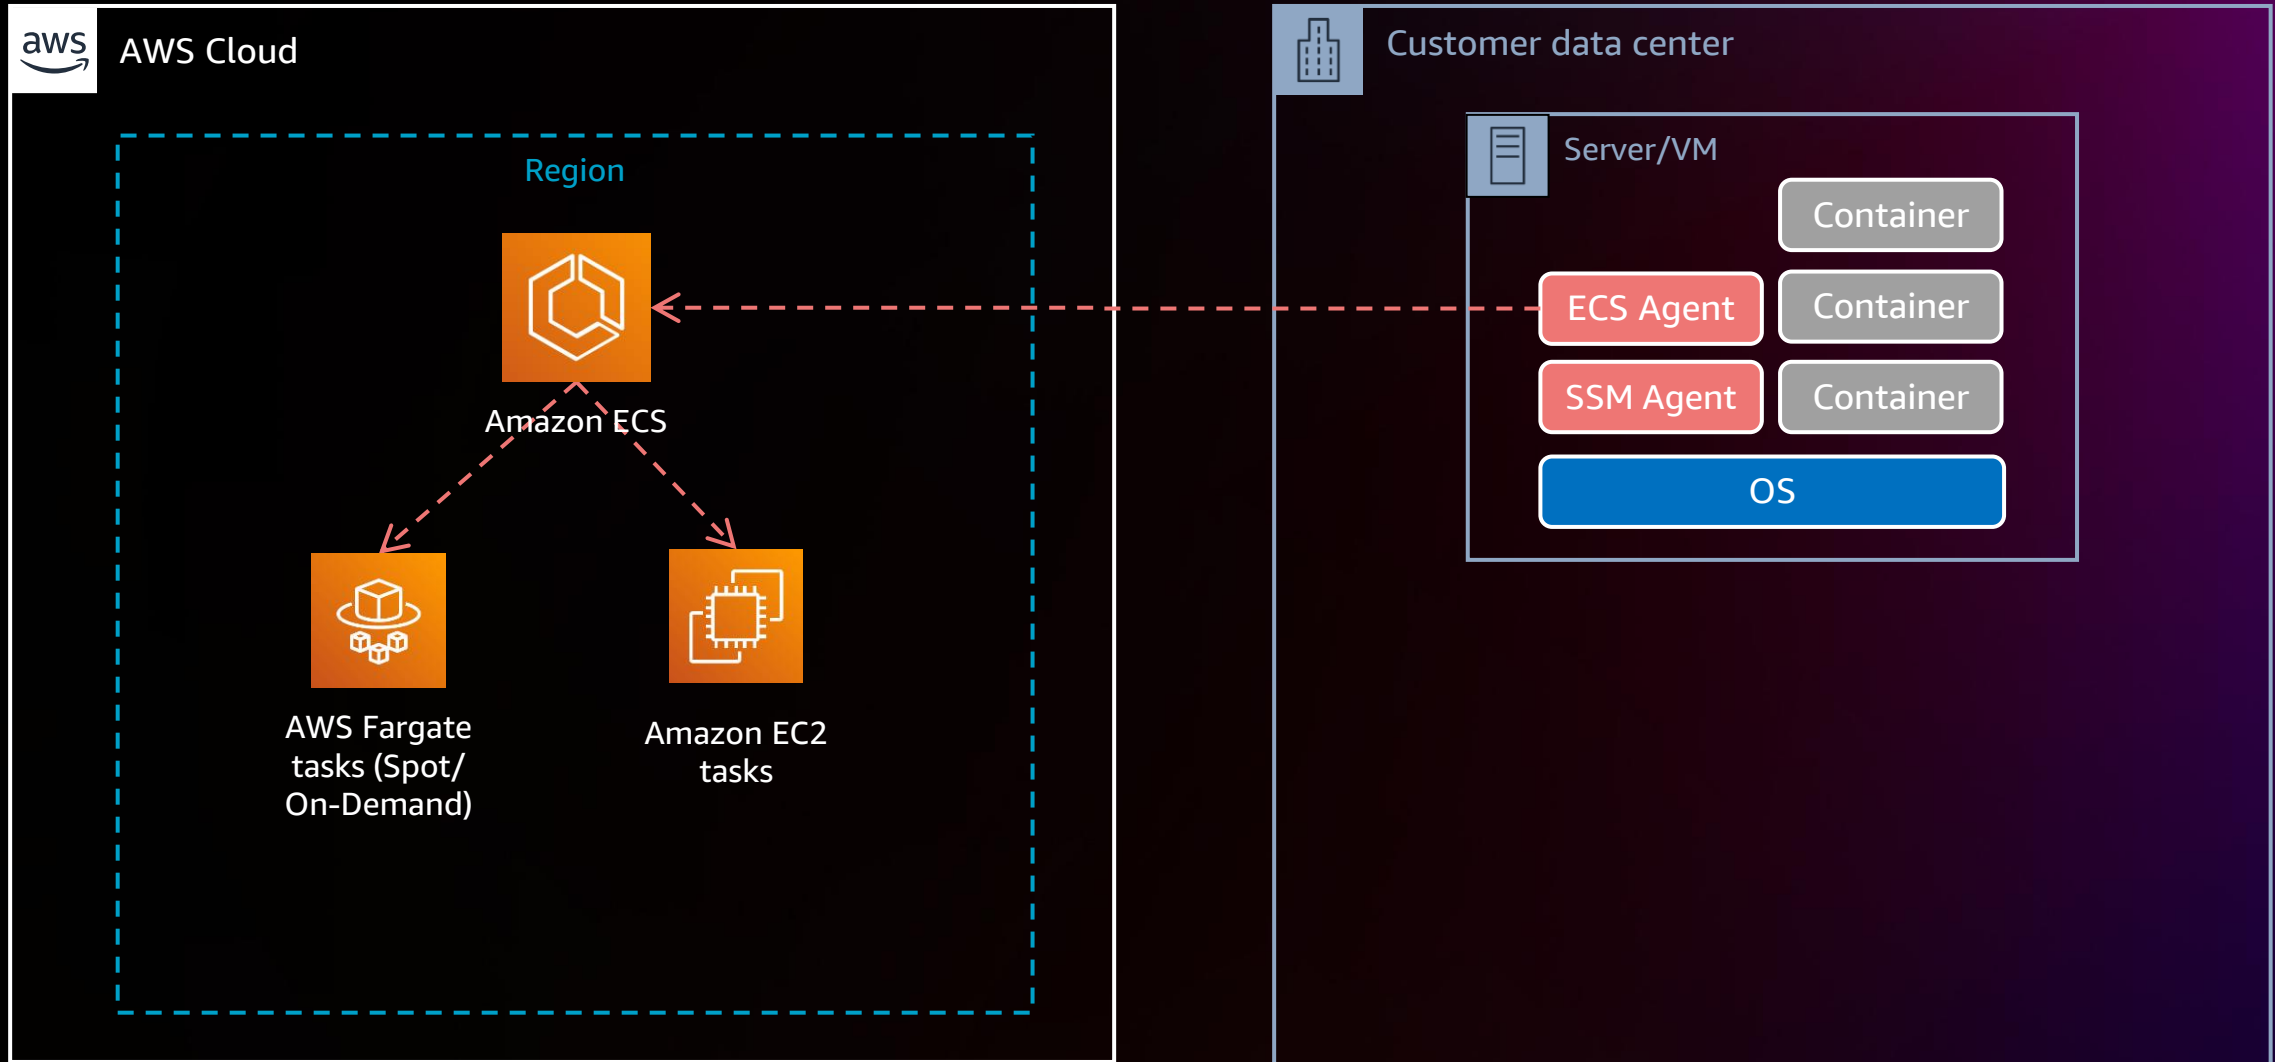 aws
AWS Cloud
Region
Amazon ECS
AWS Fargate
tasks (Spot/
On-Demand)
Amazon EC2
tasks
Customer data center
Server/VM
Container
ECS Agent
Container
SSM Agent
Container
OS